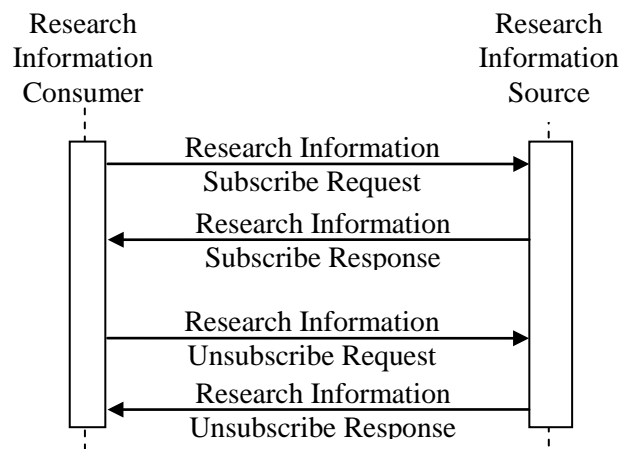 Research
Information
Consumer
Research
Information
Source
Research Information
Subscribe Request
Research Information
Subscribe Response
Research Information
Unsubscribe Request
Research Information
Unsubscribe Response